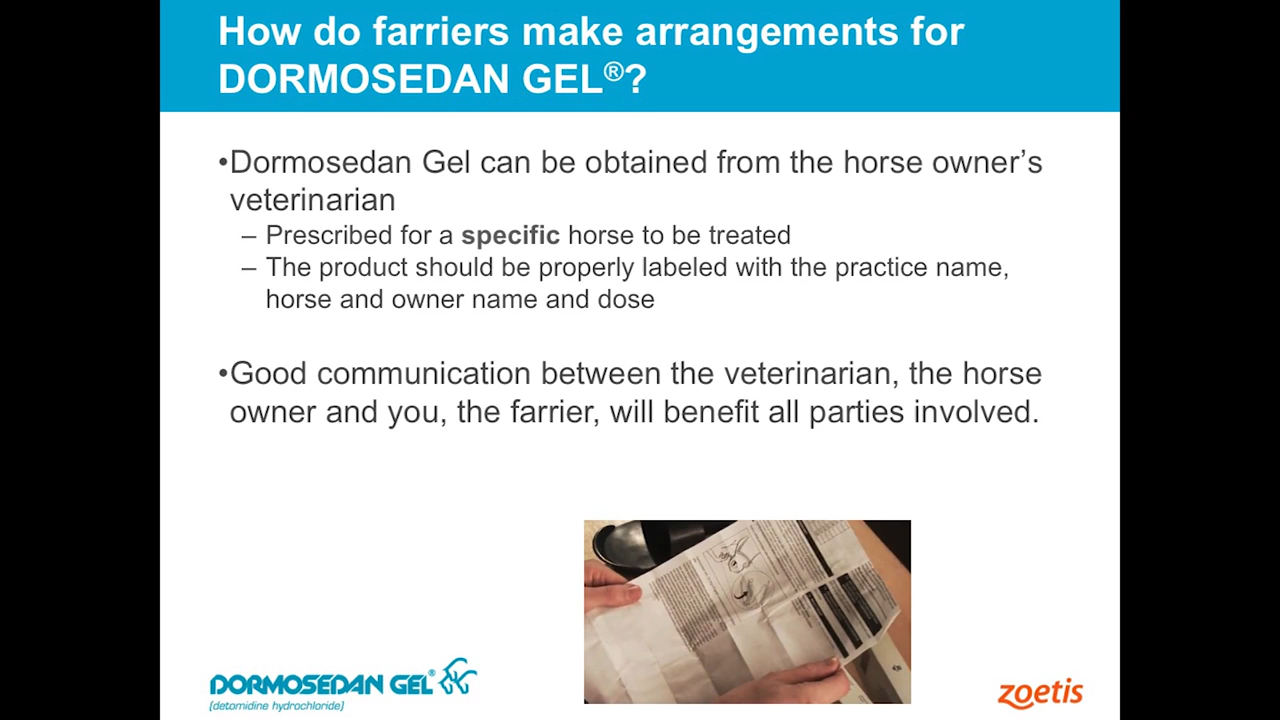 How do farriers make arrangements for
DORMOSEDAN GEL®?
•Dormosedan Gel can be obtained from the horse owner’s
veterinarian
– Prescribed for a specific horse to be treated
– The product should be properly labeled with the practice name,
horse and owner name and dose
•Good communication between the veterinarian, the horse
owner and you, the farrier, will benefit all parties involved.
DORMOSEDAN GEL®
(detomidine hydrochloride)
zoetis